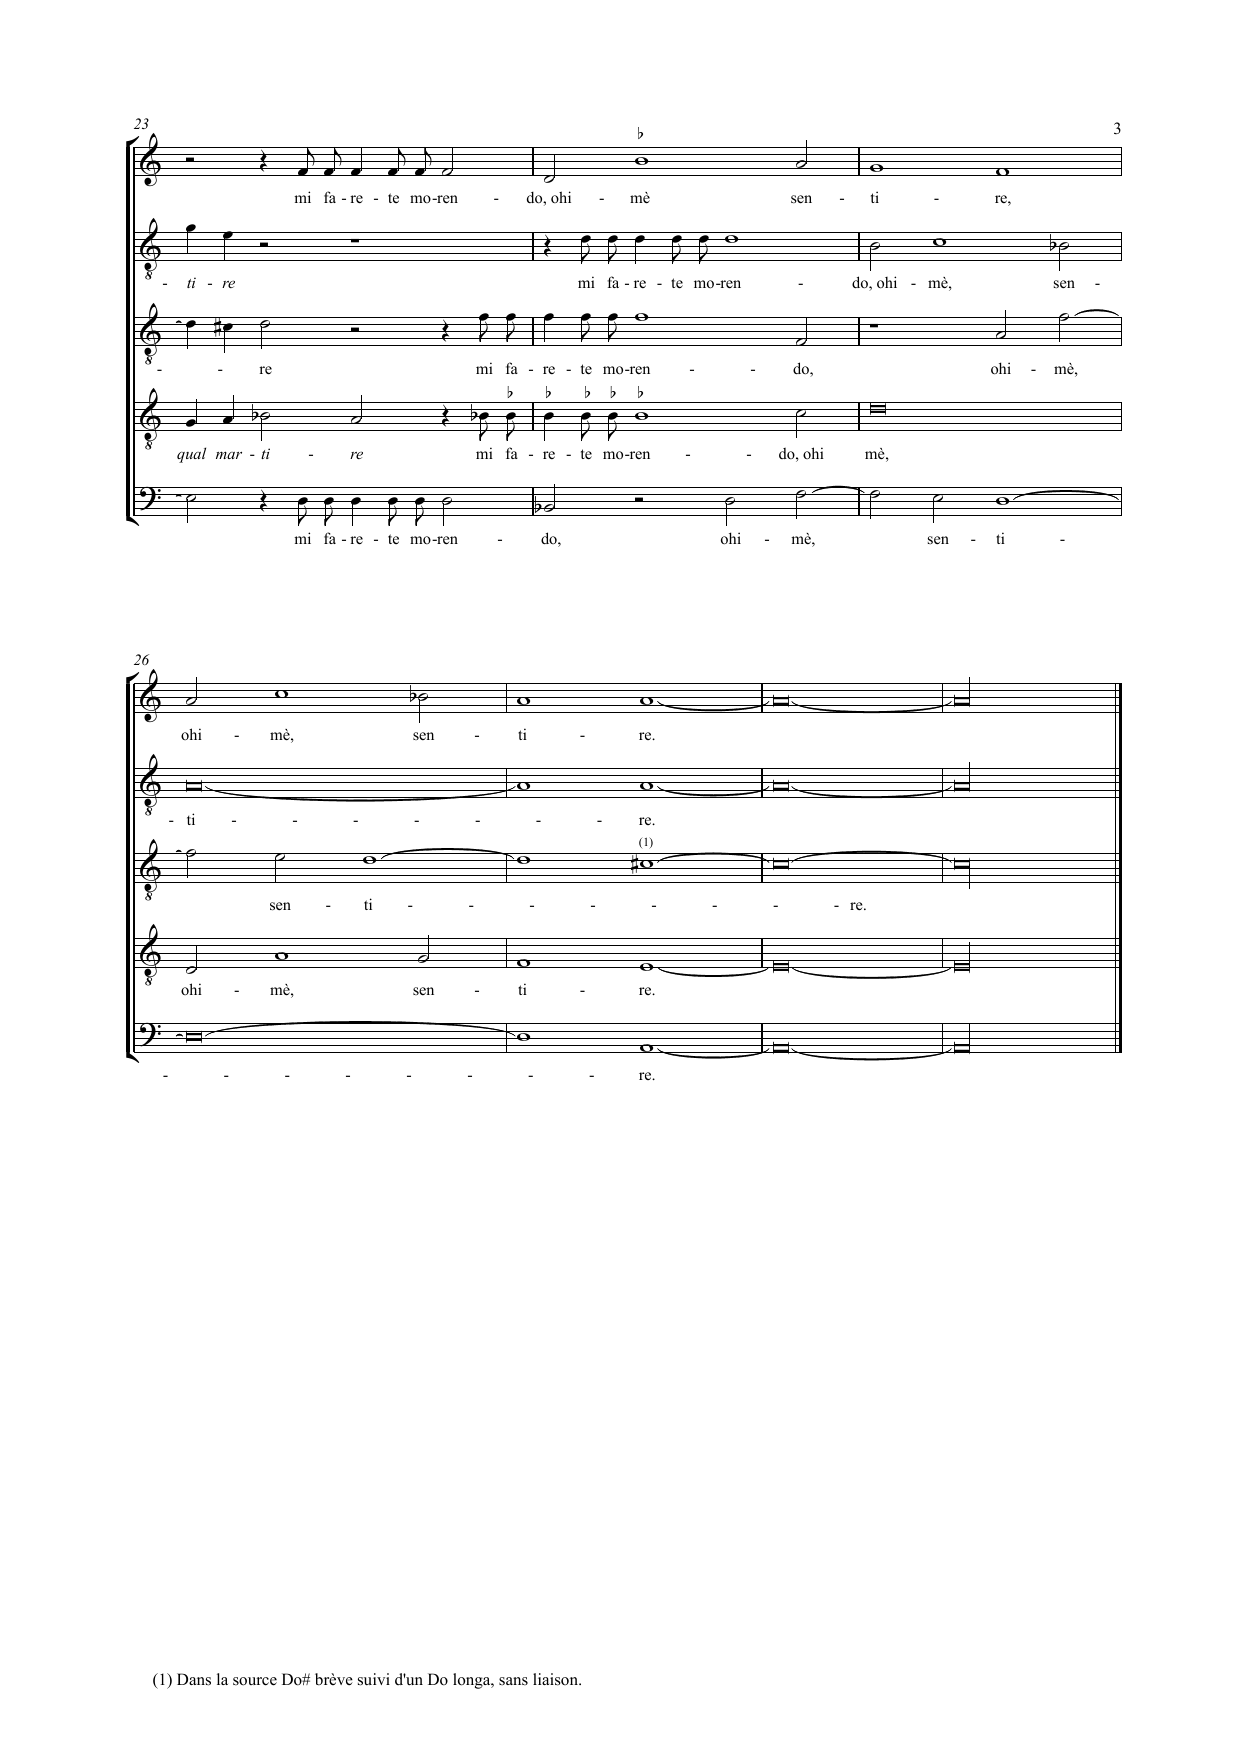 23
3
mi fa - re - te mo-ren - do, ohi - mè sen - ti - re,
- ti - re mi fa - re - te mo-ren - do, ohi - mè, sen -
- - re mi fa - re - te mo-ren - - do, ohi - mè,
qual mar - ti - re mi fa - re - te mo-ren - - do, ohi mè,
mi fa - re - te mo-ren - do, ohi - mè, sen - ti -
26
ohi - mè, sen - ti - re.
- ti - - - - - - - re.
(1)
sen - ti - - - - - - - - re.
ohi - mè, sen - ti - re.
- - - - - - - - re.
(1) Dans la source Do# brève suivi d'un Do longa, sans liaison.